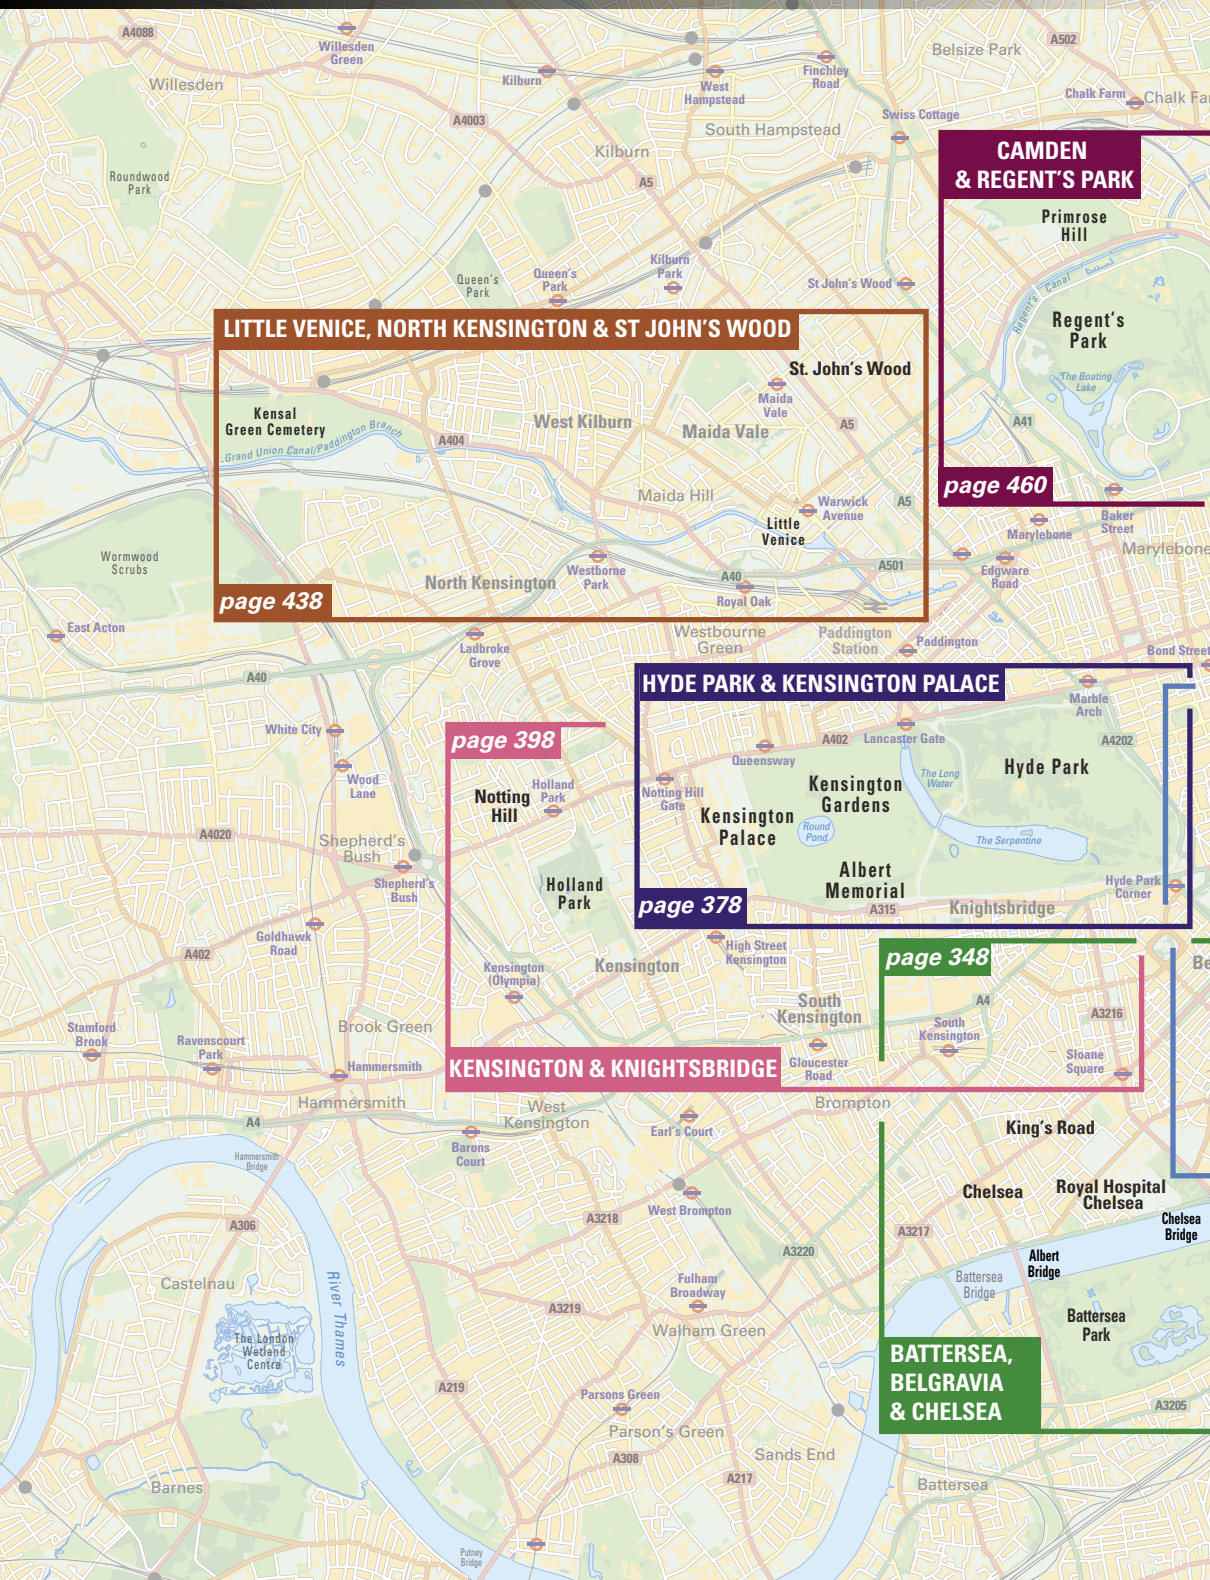 A4088
Willesden
Green
Kilburn
West
Hampstead
Finchley
Road
Belsize Park
A502
Willesden
Chalk Farm
Chalk Fa
Swiss Cottage
A4003
South Hampstead
Kilburn
CAMDEN
& REGENT'S PARK
Roundwood
Park
A5
Primrose
Hill
Kilburn
Park
Queen's
Park
Queen's
Park
St John's Wood
Regent's Canal
Regent's
Park
LITTLE VENICE, NORTH KENSINGTON & ST JOHN'S WOOD
St. John's Wood
The Boating
Lake
Maida
Vale
Kensal
Green Cemetery
West Kilburn
Maida Vale
A5
A41
Grand Union Canal/Paddington Branch
A404
page 460
Maida Hill
Warwick
Avenue
A5
Little
Venice
Baker
Street
Marylebone
Marylebone
Wormwood
Scrubs
North Kensington
Westborne
Park
A40
A501
Edgware
Road
Royal Oak
page 438
East Acton
Ladbroke
Grove
Westbourne
Green
Paddington
Station
Paddington
Bond Street
A40
HYDE PARK & KENSINGTON PALACE
Marble
Arch
White City
page 398
A402
Lancaster Gate
A4202
Queensway
Wood
Lane
Holland
Park
Notting
Hill
Notting Hill
Gate
Kensington
Gardens
The Long
Water
Hyde Park
Kensington
Palace
Round
Pond
The Serpentine
A4020
Shepherd's
Bush
Shepherd's
Bush
Holland
Park
Albert
Memorial
Hyde Park
Corner
page 378
A315
Knightsbridge
Goldhawk
Road
A402
High Street
Kensington
page 348
Be
Kensington
(Olympia)
Kensington
South
Kensington
A4
A3216
Stamford
Brook
Brook Green
Ravenscourt
Park
South
Kensington
Sloane
Square
Hammersmith
KENSINGTON & KNIGHTSBRIDGE
Gloucester
Road
Hammersmith
West
Kensington
Brompton
A4
Earl's Court
King's Road
Barons
Court
Hammersmith
Bridge
Chelsea
Royal Hospital
Chelsea
A306
A3218
West Brompton
A3217
Chelsea
Bridge
A3220
Albert
Bridge
Castelnau
River Thames
Fulham
Broadway
Battersea
Bridge
A3219
Walham Green
Battersea
Park
The London
Wetland
Centre
BATTERSEA,
BELGRAVIA
& CHELSEA
A219
Parsons Green
A3205
Parson's Green
A308
Sands End
A217
Barnes
Battersea
Putney
Bridge